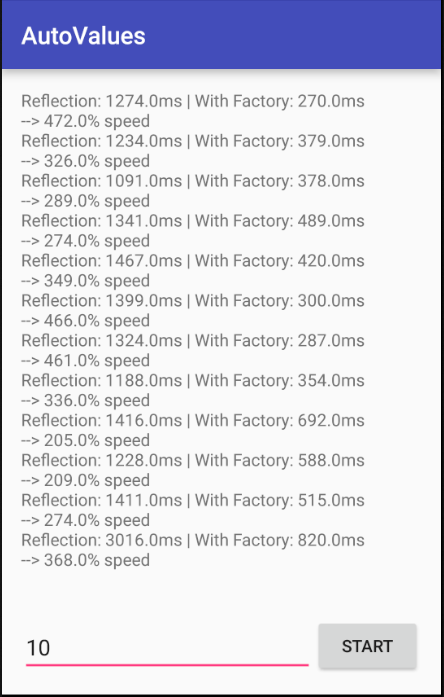 AutoValues
Reflection: 1274.0ms | With Factory: 270.0ms
--> 472.0% speed
Reflection: 1234.0ms | With Factory: 379.0ms
--> 326.0% speed
Reflection: 1091.0ms | With Factory: 378.0ms
--> 289.0% speed
Reflection: 1341.0ms | With Factory: 489.0ms
--> 274.0% speed
Reflection: 1467.0ms | With Factory: 420.0ms
--> 349.0% speed
Reflection: 1399.0ms | With Factory: 300.0ms
--> 466.0% speed
Reflection: 1324.0ms | With Factory: 287.0ms
--> 461.0% speed
Reflection: 1188.0ms | With Factory: 354.0ms
--> 336.0% speed
Reflection: 1416.0ms | With Factory: 692.0ms
--> 205.0% speed
Reflection: 1228.0ms | With Factory: 588.0ms
--> 209.0% speed
Reflection: 1411.0ms | With Factory: 515.0ms
--> 274.0% speed
Reflection: 3016.0ms | With Factory: 820.0ms
--> 368.0% speed
10
START